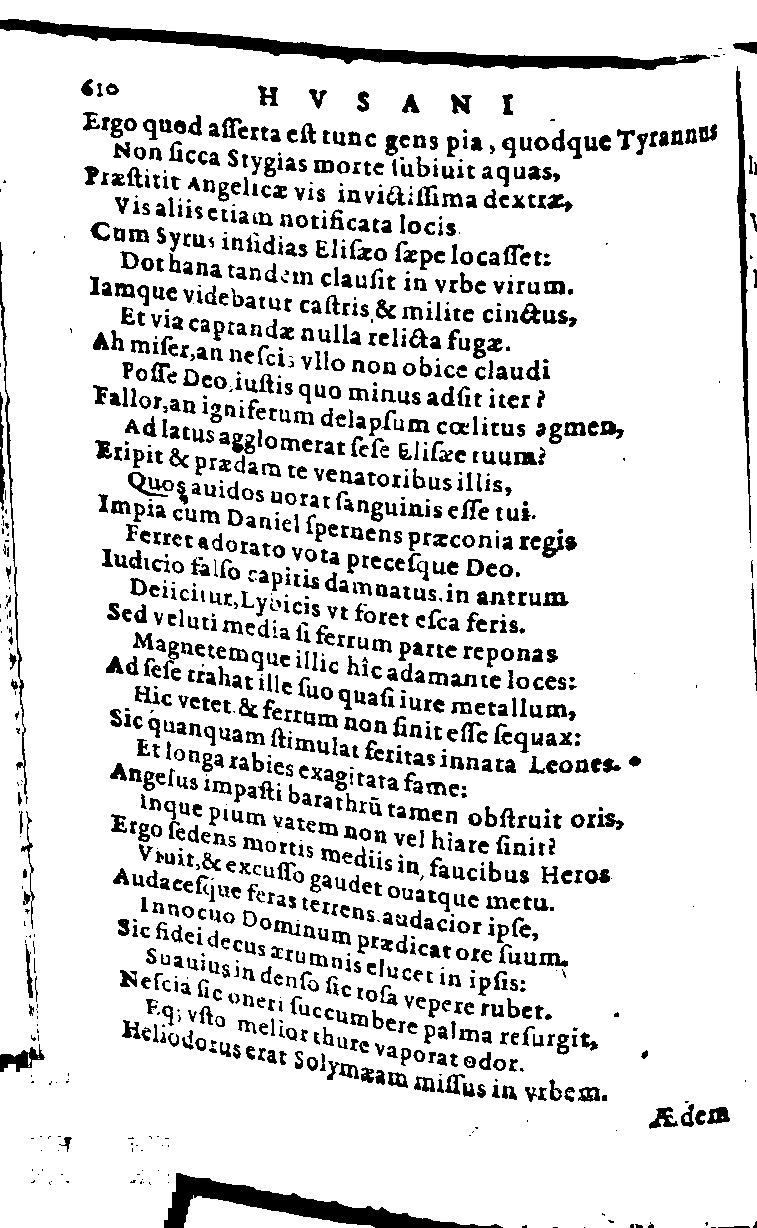 610 HVSANI
Ergo quod aſſerta eſt tunc gens pia, quodque Tyrannus
Non ſicca Stygias morte ſubiuit aquas,
Præſtitit Angelicæ vis invictiſſima dextræ,
Vis aliis etiam notificata locis.
Cum Syrus inſidias Eliſæo ſæpe locaſſet:
Dothana tandem clauſit in vrbe virum.
Iamque videbatur caſtris & milite cinctus,
Et via captandæ nulla relicta fugæ.
Ah miſer, an neſcis vllo non obice claudi
Poſſe Deo, iuſtis quo minus adſit iter?
Fallor, an igniferum delapſum cœlitus agmen,
Ad latus agglomerat ſeſe Eliſæe tuum?
Eripit & prædam te venatoribus illis,
Quos auidos uorat ſanguinis eſſe tui.
Impia cum Daniel ſpernens præconia regis
Ferret adorato vota preceſque Deo.
Iudicio falſo capitis damnatus. in antrum
Deiicitur, Lybicis vt foret eſca feris.
Sed veluti media ſi ferrum parte reponas
Magnetemque illic hîc adamante loces:
Ad ſeſe trahat ille ſuo quaſi iure metallum,
Hic vetet. & ferrum non ſinit eſſe ſequax:
Sic quanquam ſtimulat feritas innata Leones.
Et longa rabies exagitata fame:
Angelus impaſti barathrū tamen obſtruit oris,
Inque pium vatem non vel hiare ſinit?
Ergo ſedens mortis mediis in faucibus Heros
Viuit, & excuſſo gaudet ouatque metu.
Audaceſque feras terrens. audacior ipſe,
Innocuo Dominum prædicat ore ſuum.
Sic fidei decus ærumnis elucet in ipſis:
Suauius in denſo ſic roſa vepere rubet.
Neſcia ſic oneri ſuccumbere palma reſurgit,
Eq; vſto melior thure vaporat odor.
Heliodorus erat Solymæam miſſus in vrbem.
Ædem